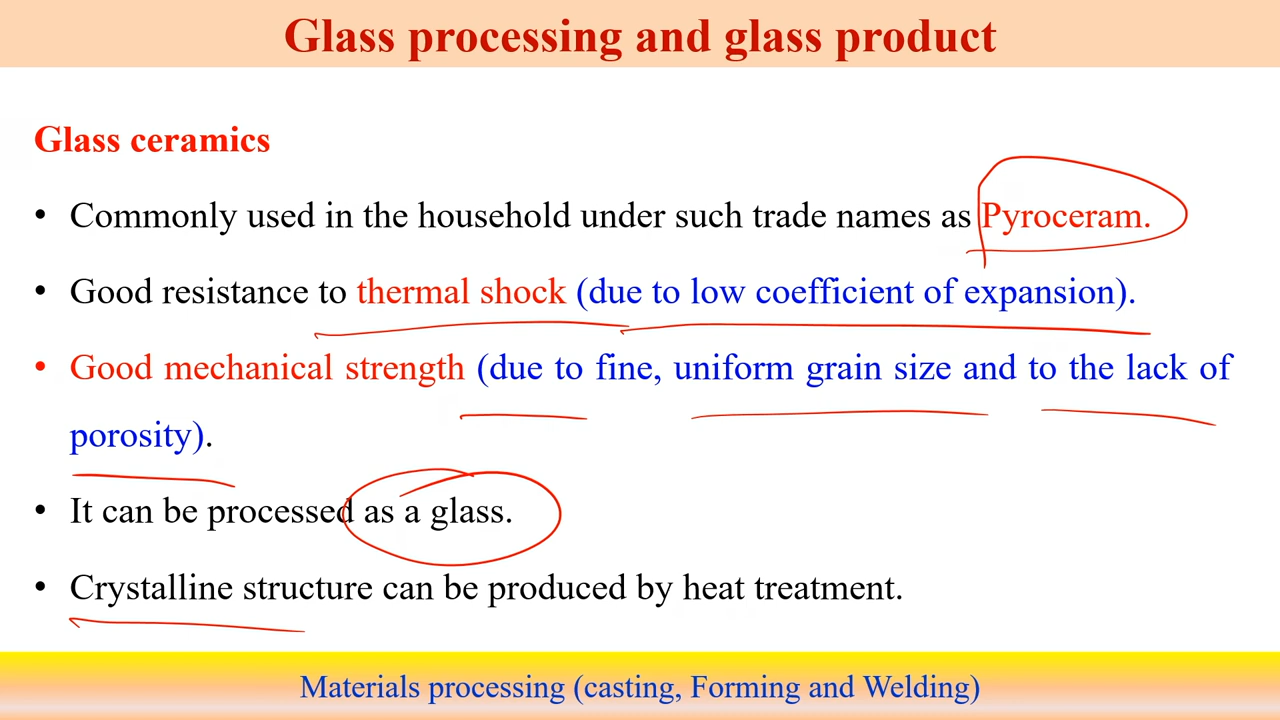 Glass processing and glass product
Glass ceramics
• Commonly used in the household under such trade names as Pyroceram.
• Good resistance to thermal shock (due to low coefficient of expansion).
• Good mechanical strength (due to fine, uniform grain size and to the lack of
porosity).
• It can be processed as a glass.
• Crystalline structure can be produced by heat treatment.
Materials processing (casting, Forming and Welding)